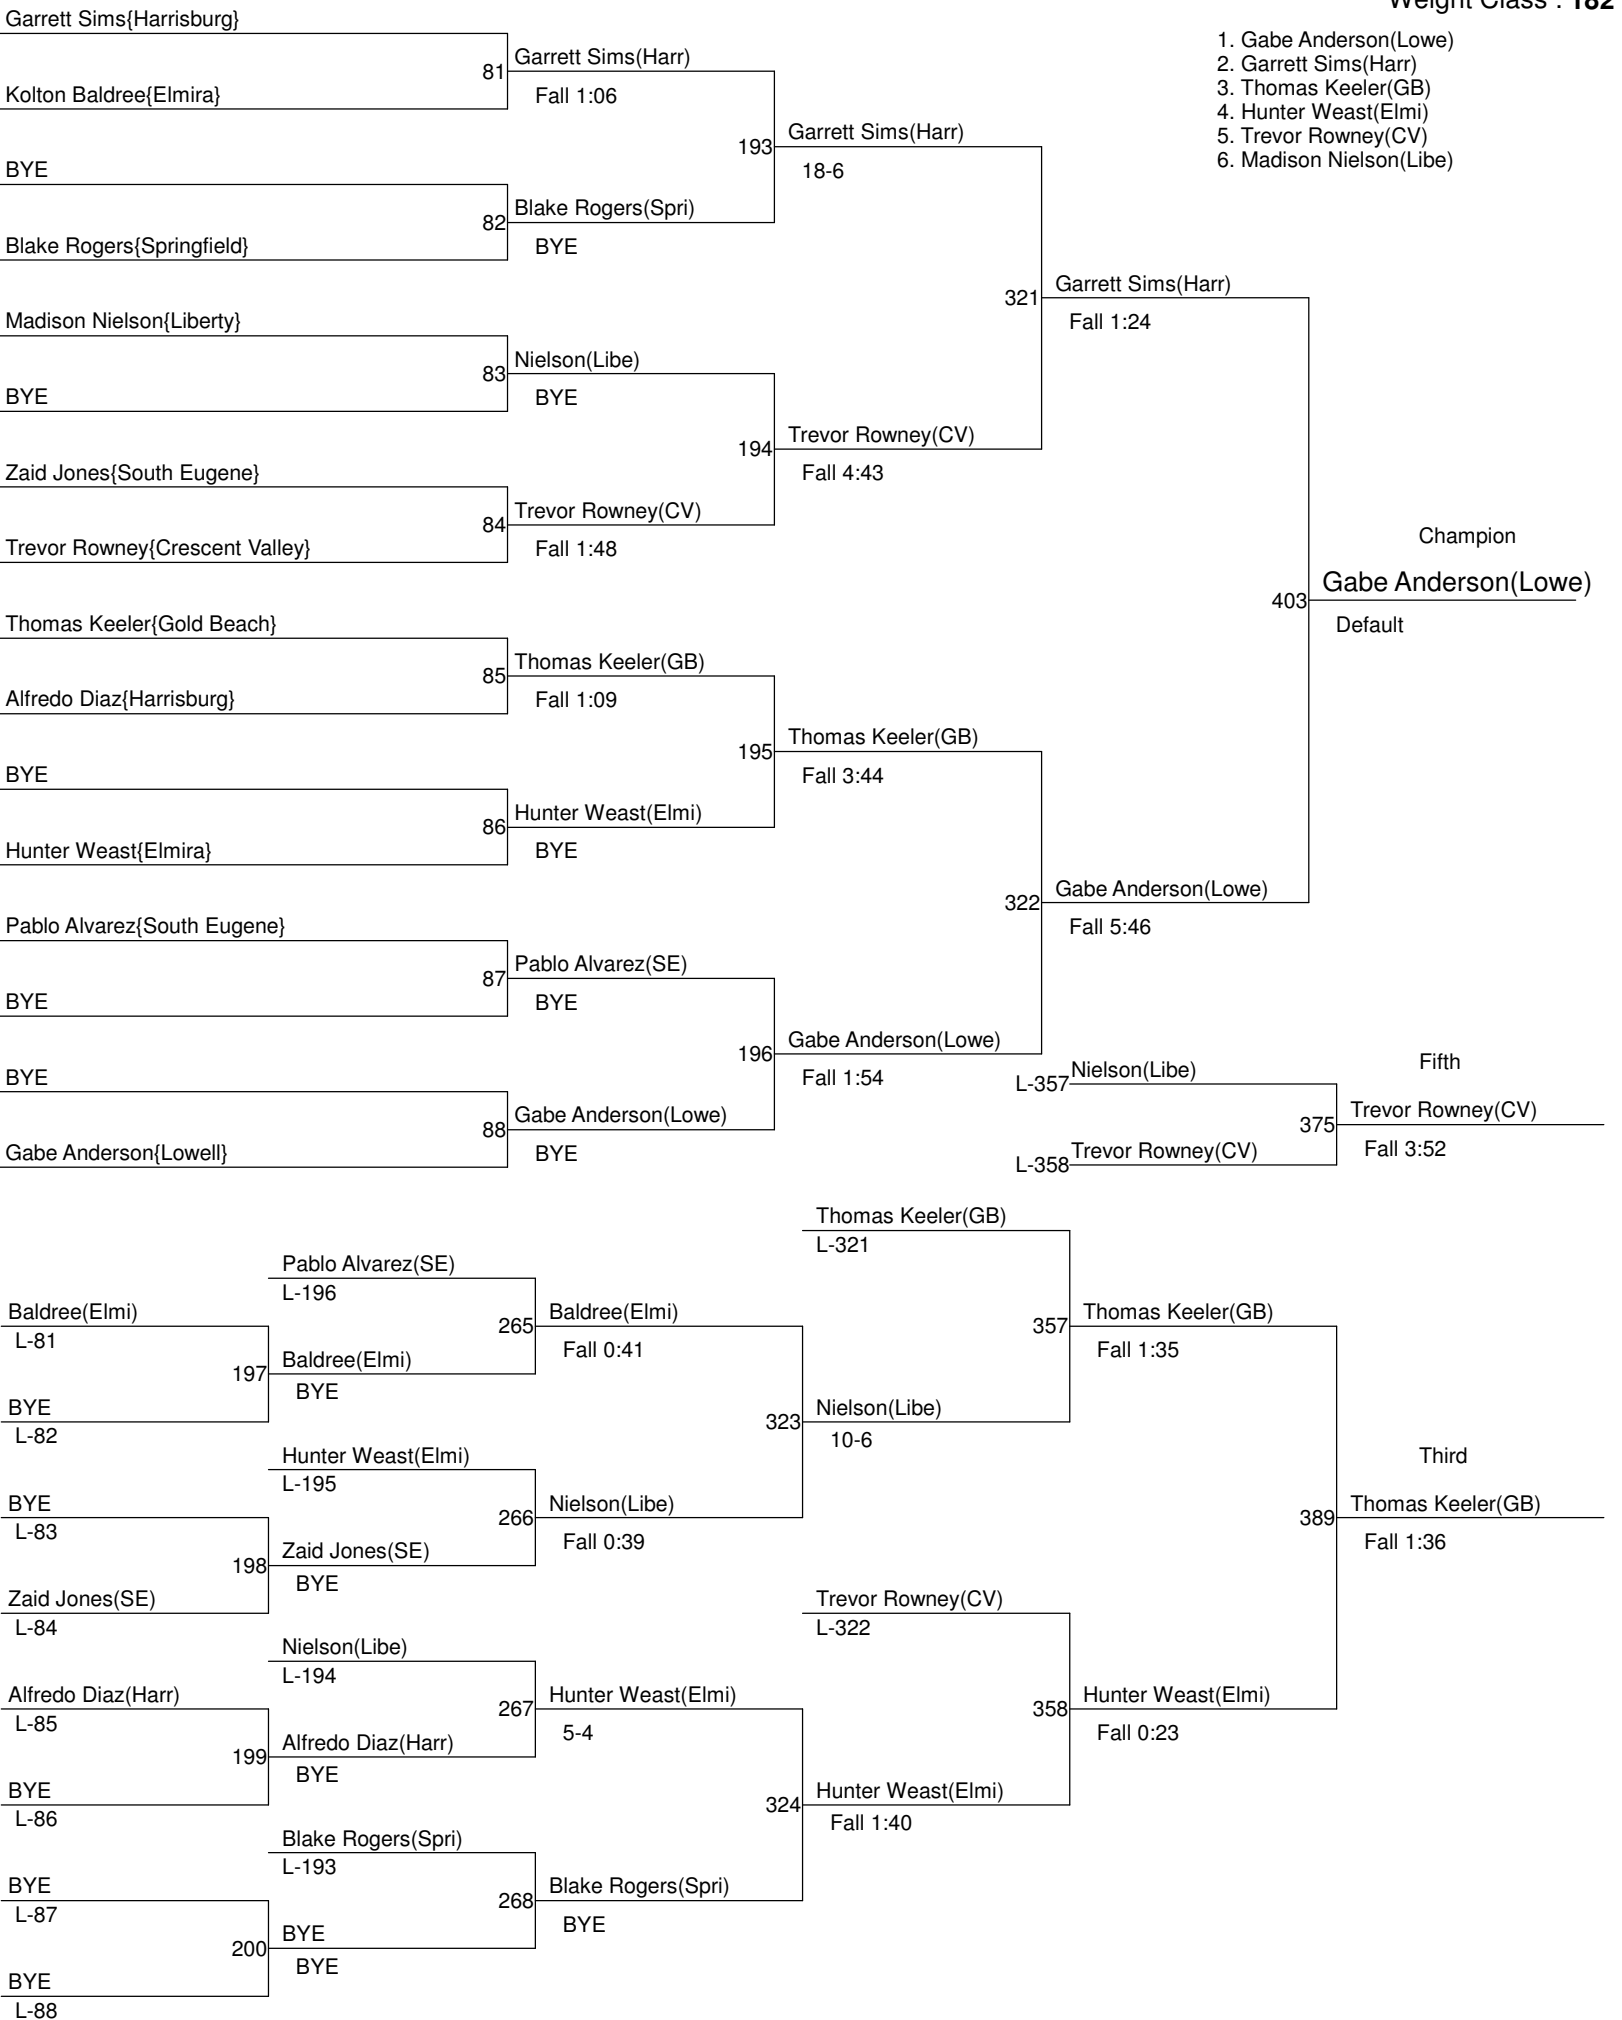 Weight Class : 182
1. Gabe Anderson(Lowe)
2. Garrett Sims(Harr)
3. Thomas Keeler(GB)
4. Hunter Weast(Elmi)
5. Trevor Rowney(CV)
6. Madison Nielson(Libe)
Garrett Sims{Harrisburg}
81
Kolton Baldree{Elmira}
Garrett Sims(Harr)
Fall 1:06
BYE
82
Blake Rogers{Springfield}
Blake Rogers(Spri)
BYE
193
Garrett Sims(Harr)
18-6
Madison Nielson{Liberty}
83
BYE
Nielson(Libe)
BYE
Zaid Jones{South Eugene}
84
Trevor Rowney{Crescent Valley}
Trevor Rowney(CV)
Fall 1:48
194
Trevor Rowney(CV)
Fall 4:43
321
Garrett Sims(Harr)
Fall 1:24
Thomas Keeler{Gold Beach}
85
Alfredo Diaz{Harrisburg}
Thomas Keeler(GB)
Fall 1:09
BYE
86
Hunter Weast{Elmira}
Hunter Weast(Elmi)
BYE
195
Thomas Keeler(GB)
Fall 3:44
Pablo Alvarez{South Eugene}
87
BYE
Pablo Alvarez(SE)
BYE
BYE
88
Gabe Anderson{Lowell}
Gabe Anderson(Lowe)
BYE
196
Gabe Anderson(Lowe)
Fall 1:54
322
Gabe Anderson(Lowe)
Fall 5:46
Champion
403
Gabe Anderson(Lowe)
Default
Fifth
L-357
Nielson(Libe)
L-358
Trevor Rowney(CV)
375
Trevor Rowney(CV)
Fall 3:52
Baldree(Elmi)
L-81
197
BYE
L-82
Pablo Alvarez(SE)
L-196
265
Baldree(Elmi)
BYE
Baldree(Elmi)
Fall 0:41
BYE
L-83
198
Zaid Jones(SE)
L-84
Hunter Weast(Elmi)
L-195
266
Zaid Jones(SE)
BYE
Nielson(Libe)
Fall 0:39
323
Thomas Keeler(GB)
L-321
357
Nielson(Libe)
10-6
Thomas Keeler(GB)
Fall 1:35
Alfredo Diaz(Harr)
L-85
199
BYE
L-86
Nielson(Libe)
L-194
267
Alfredo Diaz(Harr)
BYE
Hunter Weast(Elmi)
5-4
BYE
L-87
200
BYE
L-88
Blake Rogers(Spri)
L-193
268
BYE
BYE
Blake Rogers(Spri)
BYE
324
Trevor Rowney(CV)
L-322
358
Hunter Weast(Elmi)
Fall 1:40
Hunter Weast(Elmi)
Fall 0:23
Third
389
Thomas Keeler(GB)
Fall 1:36